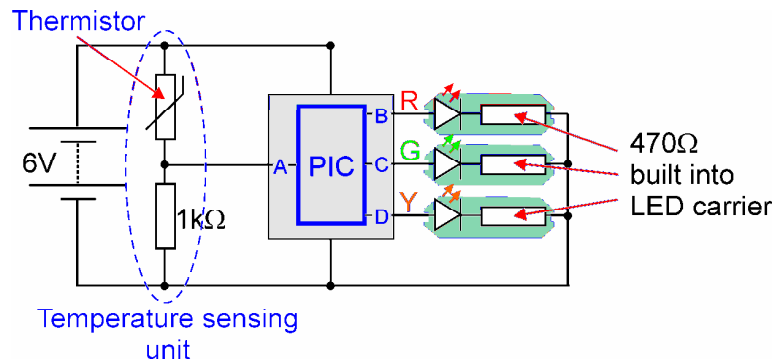 Thermistor
6V
1kΩ
A
PIC
B
C
D
R
G
Y
470Ω
built into
LED carrier
Temperature sensing
unit